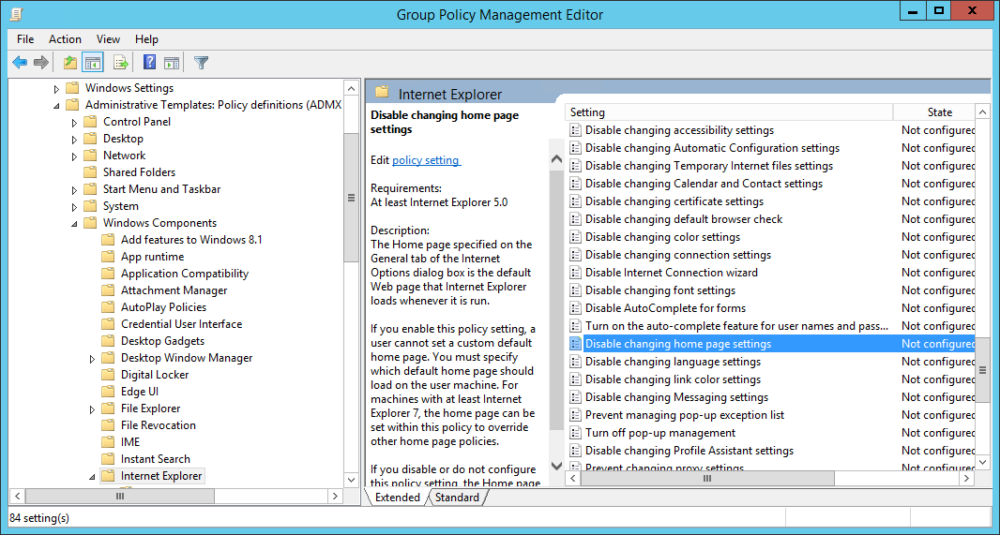 Group Policy Management Editor
File Action View Help
Windows Settings
Administrative Templates: Policy definitions (ADMX
Control Panel
Desktop
Network
Shared Folders
Start Menu and Taskbar
System
Windows Components
Add features to Windows 8.1
App runtime
Application Compatibility
Attachment Manager
AutoPlay Policies
Credential User Interface
Desktop Gadgets
Desktop Window Manager
Digital Locker
Edge UI
File Explorer
File Revocation
IME
Instant Search
Internet Explorer
Internet Explorer
Disable changing home page
settings
Edit policy setting
Requirements:
At least Internet Explorer 5.0
Description:
The Home page specified on the
General tab of the Internet
Options dialog box is the default
Web page that Internet Explorer
loads whenever it is run.
If you enable this policy setting, a
user cannot set a custom default
home page. You must specify
which default home page should
load on the user machine. For
machines with at least Internet
Explorer 7, the home page can be
set within this policy to override
other home page policies.
If you disable or do not configure
this policy setting, the Home page
Setting State
Disable changing accessibility settings Not configured
Disable changing Automatic Configuration settings Not configured
Disable changing Temporary Internet files settings Not configured
Disable changing Calendar and Contact settings Not configured
Disable changing certificate settings Not configured
Disable changing default browser check Not configured
Disable changing color settings Not configured
Disable changing connection settings Not configured
Disable Internet Connection wizard Not configured
Disable changing font settings Not configured
Disable AutoComplete for forms Not configured
Turn on the auto-complete feature for user names and pass... Not configured
Disable changing home page settings Not configured
Disable changing language settings Not configured
Disable changing link color settings Not configured
Disable changing Messaging settings Not configured
Prevent managing pop-up exception list Not configured
Turn off pop-up management Not configured
Disable changing Profile Assistant settings Not configured
Prevent changing proxy settings Not configured
Extended Standard
84 setting(s)